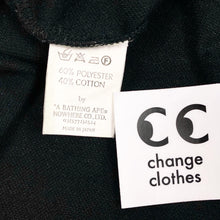 60% POLYESTER
40% COTTON
by
"A BATHING APE®
NOWHERE CO., LTD.
MADE IN JAPAN
change
clothes